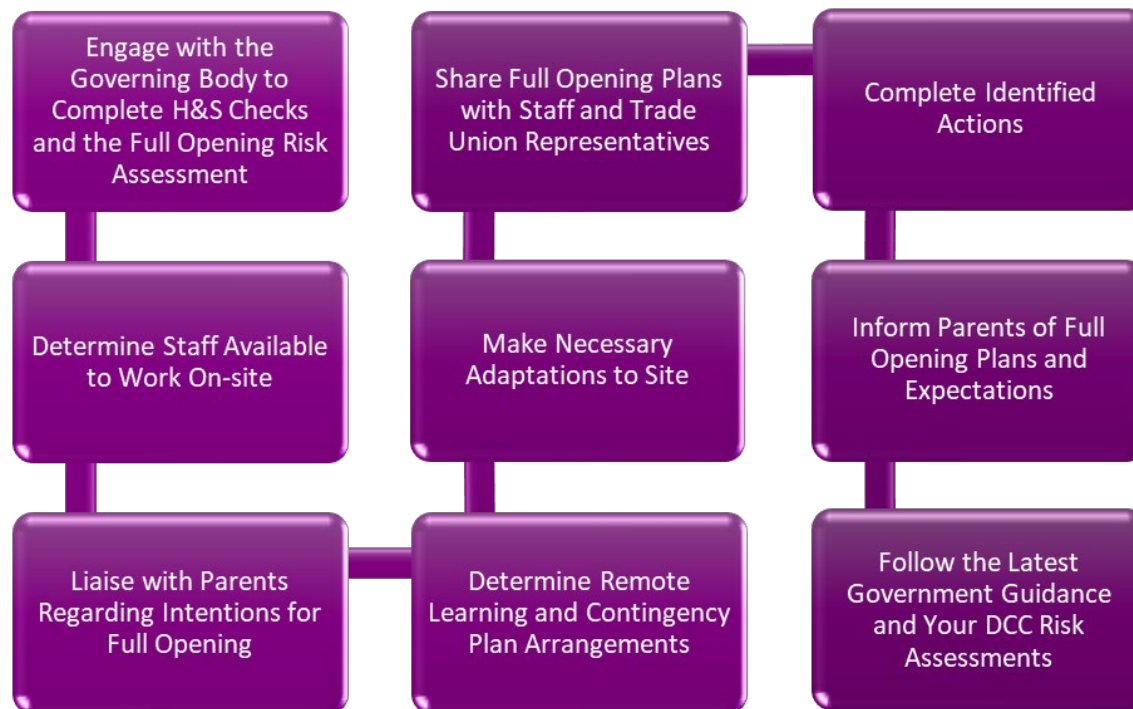 Engage with the
Governing Body to
Complete H&S Checks
and the Full Opening Risk
Assessment
Determine Staff Available
to Work On-site
Liaise with Parents
Regarding Intentions for
Full Opening
Determine Remote
Learning and Contingency
Plan Arrangements
Make Necessary
Adaptations to Site
Share Full Opening Plans
with Staff and Trade
Union Representatives
Complete Identified
Actions
Inform Parents of Full
Opening Plans and
Expectations
Follow the Latest
Government Guidance
and Your DCC Risk
Assessments